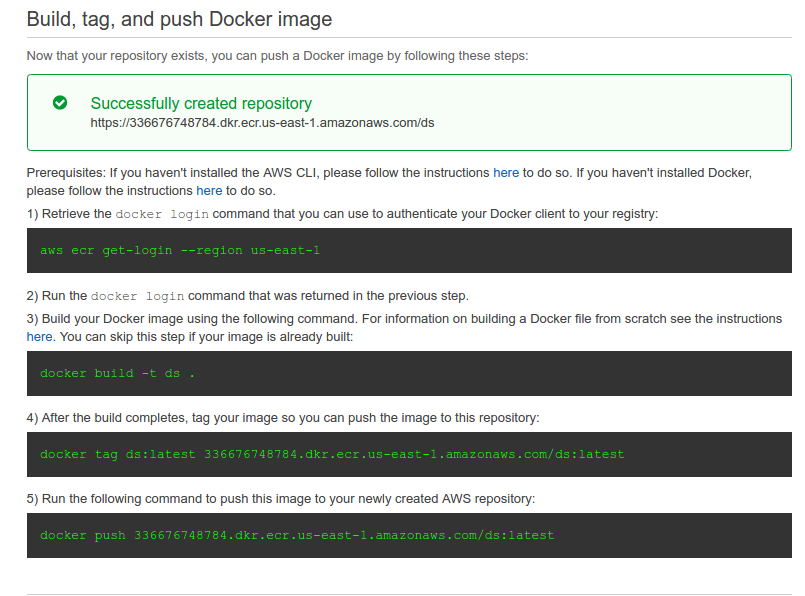 Build, tag, and push Docker image
Now that your repository exists, you can push a Docker image by following these steps:
Successfully created repository
https://336676748784.dkr.ecr.us-east-1.amazonaws.com/ds
Prerequisites: If you haven't installed the AWS CLI, please follow the instructions here to do so. If you haven't installed Docker,
please follow the instructions here to do so.
1) Retrieve the docker login command that you can use to authenticate your Docker client to your registry:
aws ecr get-login --region us-east-1
2) Run the docker login command that was returned in the previous step.
3) Build your Docker image using the following command. For information on building a Docker file from scratch see the instructions
here. You can skip this step if your image is already built:
docker build -t ds .
4) After the build completes, tag your image so you can push the image to this repository:
docker tag ds:latest 336676748784.dkr.ecr.us-east-1.amazonaws.com/ds:latest
5) Run the following command to push this image to your newly created AWS repository:
docker push 336676748784.dkr.ecr.us-east-1.amazonaws.com/ds:latest